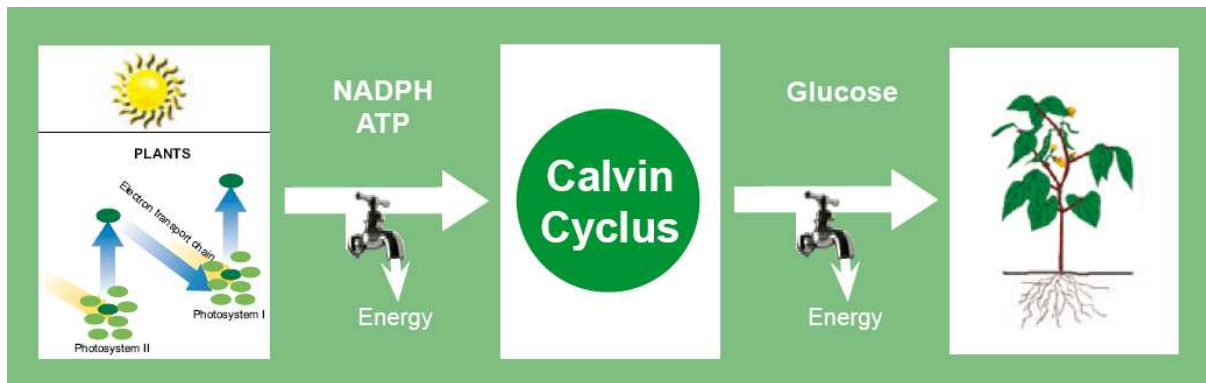 PLANTS
Electron transport chain
Photosystem I
Photosystem II
NADPH
ATP
Energy
Calvin
Cyclus
Glucose
Energy